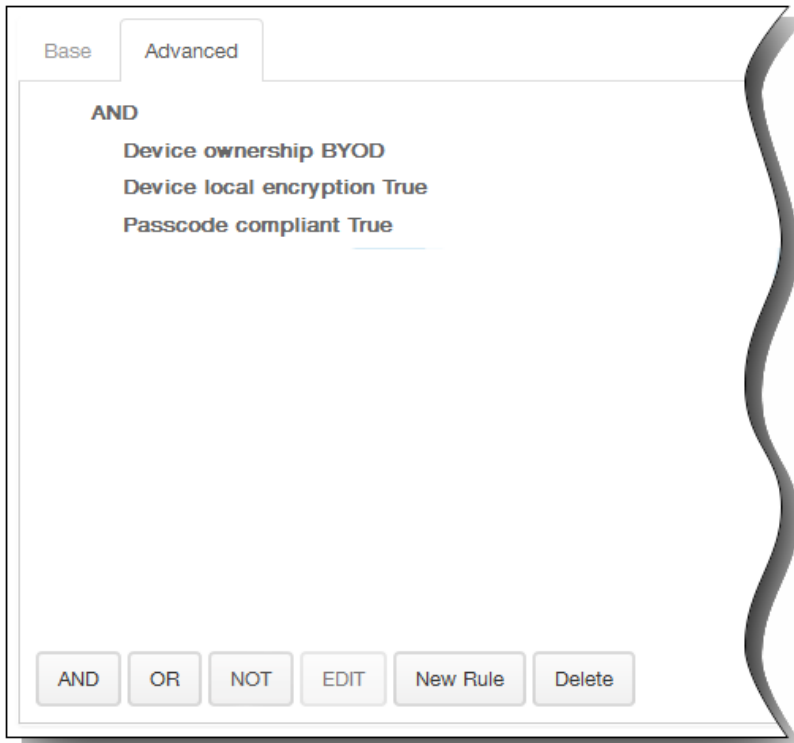 Base Advanced
AND
Device ownership BYOD
Device local encryption True
Passcode compliant True
AND OR NOT EDIT New Rule Delete